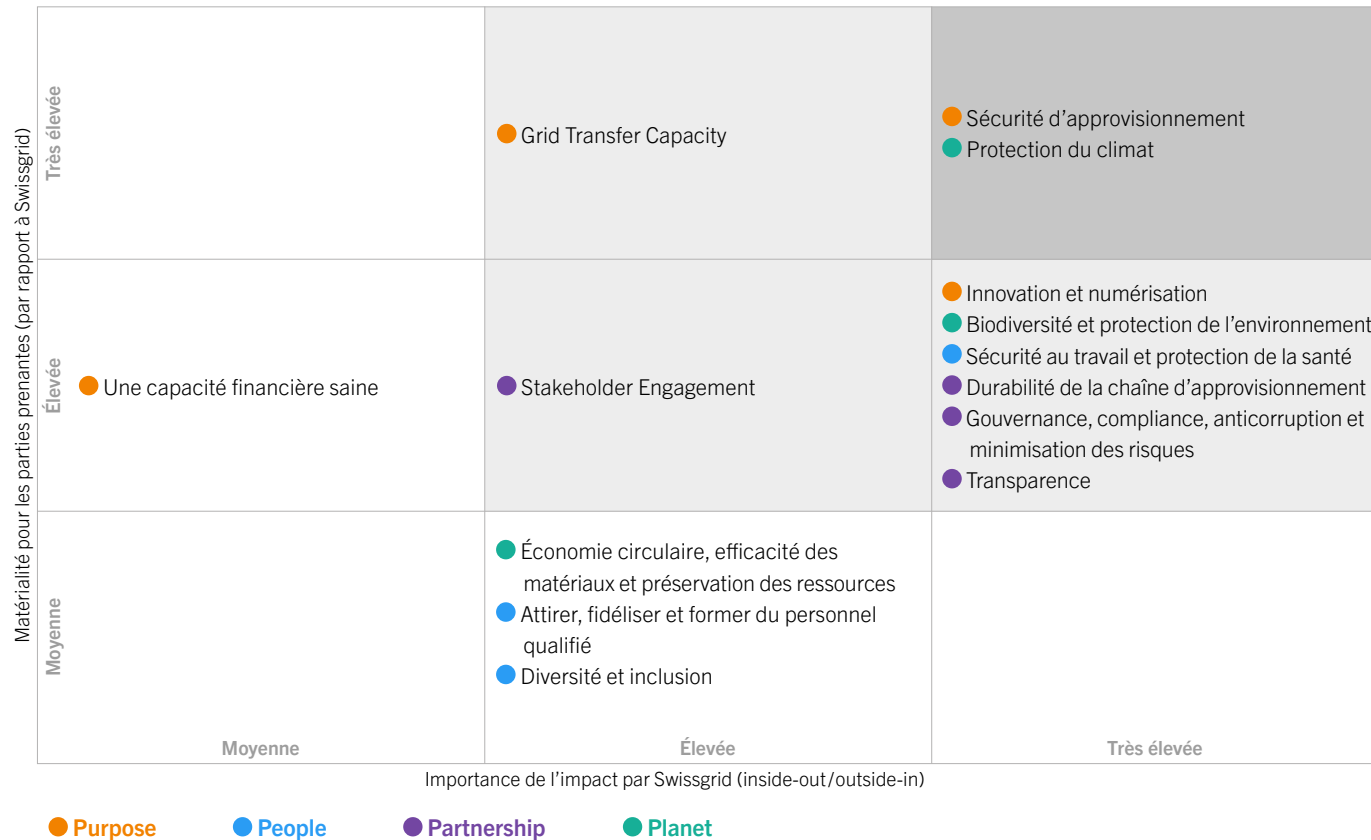 Matérialité pour les parties prenantes (par rapport à Swissgrid)
Très élevée
Grid Transfer Capacity
Sécurité d'approvisionnement
Protection du climat
Élevée
Une capacité financière saine
Stakeholder Engagement
Innovation et numérisation
Biodiversité et protection de l'environnement
Sécurité au travail et protection de la santé
Durabilité de la chaîne d'approvisionnement
Gouvernance, compliance, anticorruption et
minimisation des risques
Transparence
Moyenne
Économie circulaire, efficacité des
matériaux et préservation des ressources
Attirer, fidéliser et former du personnel
qualifié
Diversité et inclusion
Moyenne
Élevée
Très élevée
Importance de l'impact par Swissgrid (inside-out/outside-in)
Purpose
People
Partnership
Planet